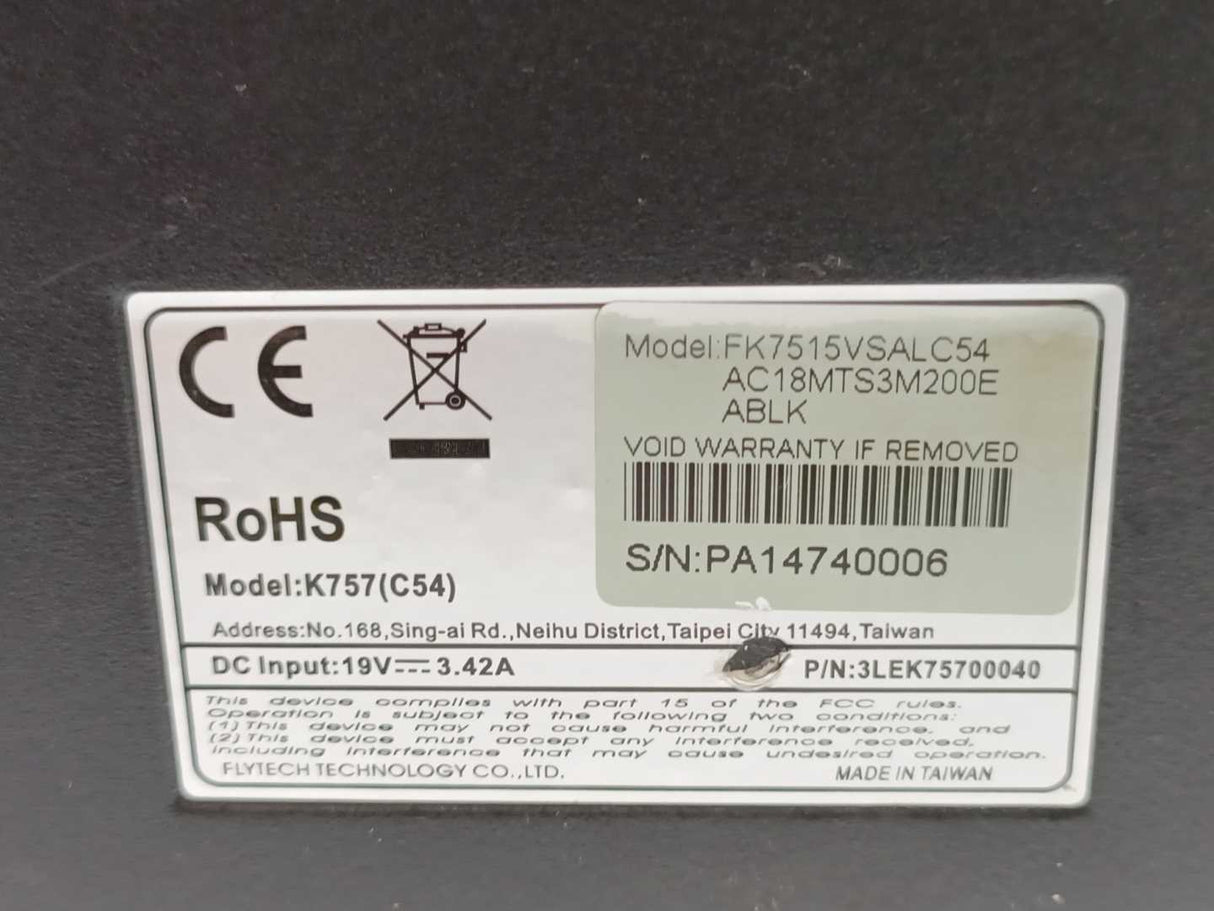 CE
Model:FK7515VSALC54
AC18MTS3M200E
ABLK
VOID WARRANTY IF REMOVED
S/N:PA14740006
RoHS
Model:K757(C54)
Address:No.168,Sing-ai Rd.,Neihu District,Taipei City 11494,Taiwan
DC Input:19V⎓3.42A
P/N:3LEK75700040
This device complies with part 15 of the FCC rules.
Operation is subject to the following two conditions:
(1) This device may not cause harmful interference, and
(2) This device must accept any interference received,
including interference that may cause undesired operation.
FLYTECH TECHNOLOGY CO.,LTD.
MADE IN TAIWAN